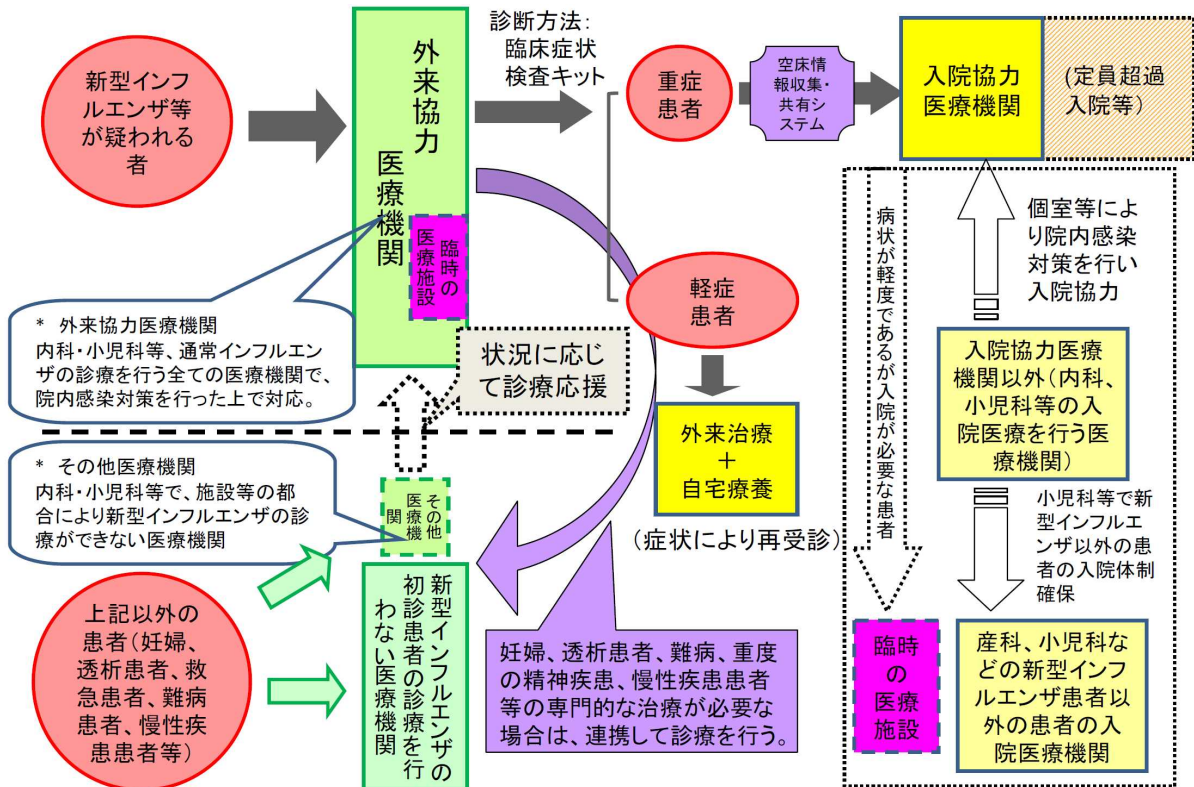 新型インフ
ルエンザ等
が疑われる
者
外来協力
医療機関
臨時の
医療施設
診断方法：
臨床症状
検査キット
重症
患者
空床情
報収集・
共有シ
ステム
入院協力
医療機関
(定員超過
入院等)
* 外来協力医療機関
内科・小児科等、通常インフルエン
ザの診療を行う全ての医療機関で、
院内感染対策を行った上で対応。
状況に応じ
て診療応援
軽症
患者
外来治療
＋
自宅療養
(症状により再受診)
病状が軽度であるが入院が必要な患者
個室等によ
り院内感染
対策を行い
入院協力
入院協力医療
機関以外(内科、
小児科等の入
院医療を行う医
療機関)
小児科等で新
型インフルエ
ンザ以外の患
者の入院体制
確保
* その他医療機関
内科・小児科等で、施設等の都
合により新型インフルエンザの診
療ができない医療機関
その他
医療機
関
上記以外の
患者(妊婦、
透析患者、救
急患者、難病
患者、慢性疾
患患者等)
新型インフルエンザの
初診患者の診療を行
わない医療機関
妊婦、透析患者、難病、重度
の精神疾患、慢性疾患患者
等の専門的な治療が必要な
場合は、連携して診療を行う。
臨時
の
医療
施設
産科、小児科な
どの新型インフ
ルエンザ患者以
外の患者の入
院医療機関